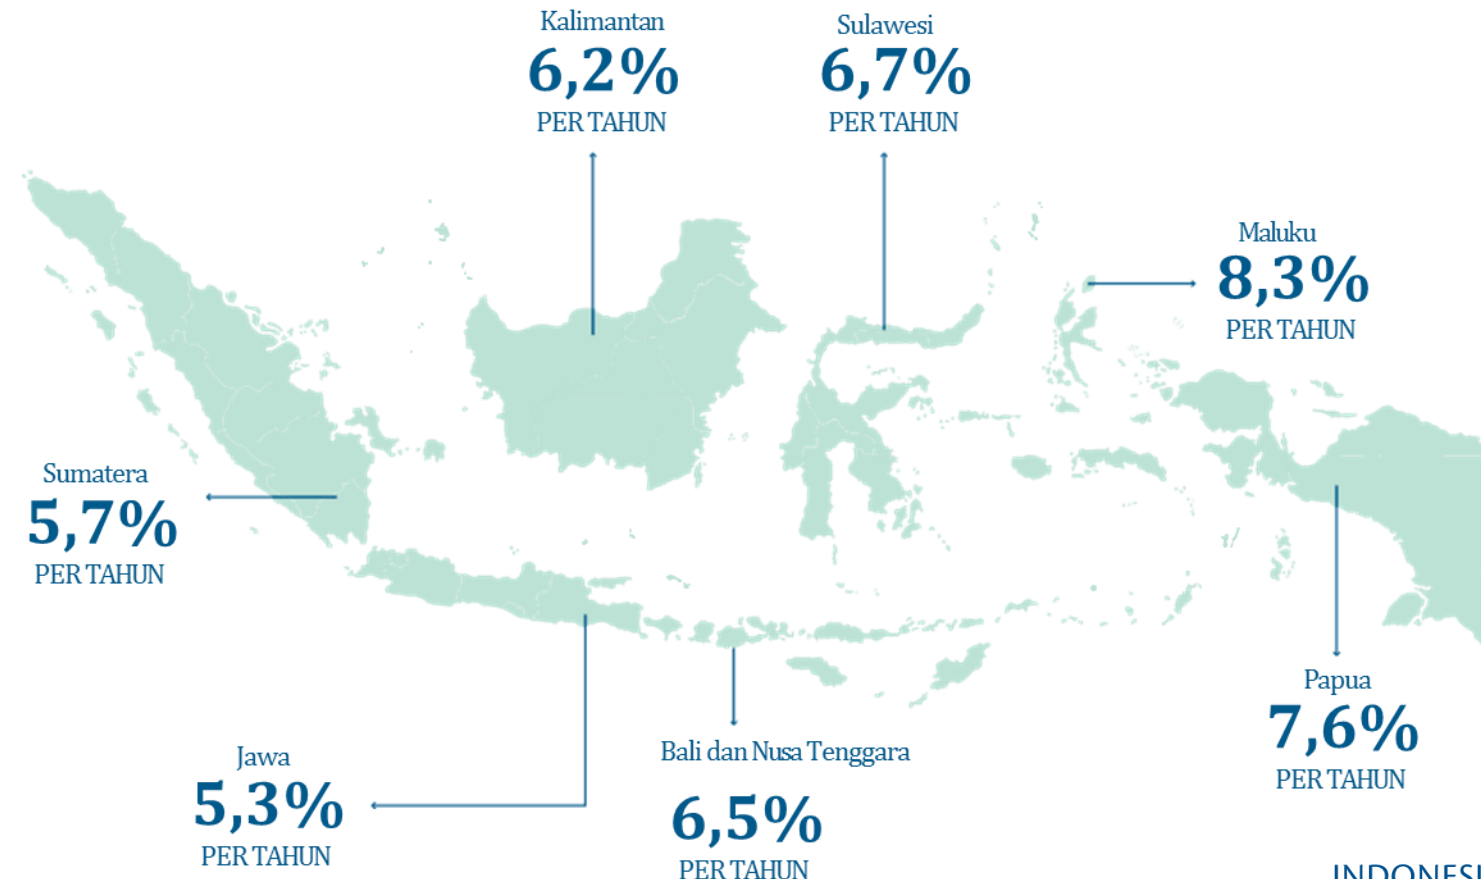 Kalimantan
6,2%
PER TAHUN
Sulawesi
6,7%
PER TAHUN
Maluku
8,3%
PER TAHUN
Sumatera
5,7%
PER TAHUN
Papua
7,6%
PER TAHUN
Jawa
5,3%
PER TAHUN
Bali dan Nusa Tenggara
6,5%
PER TAHUN